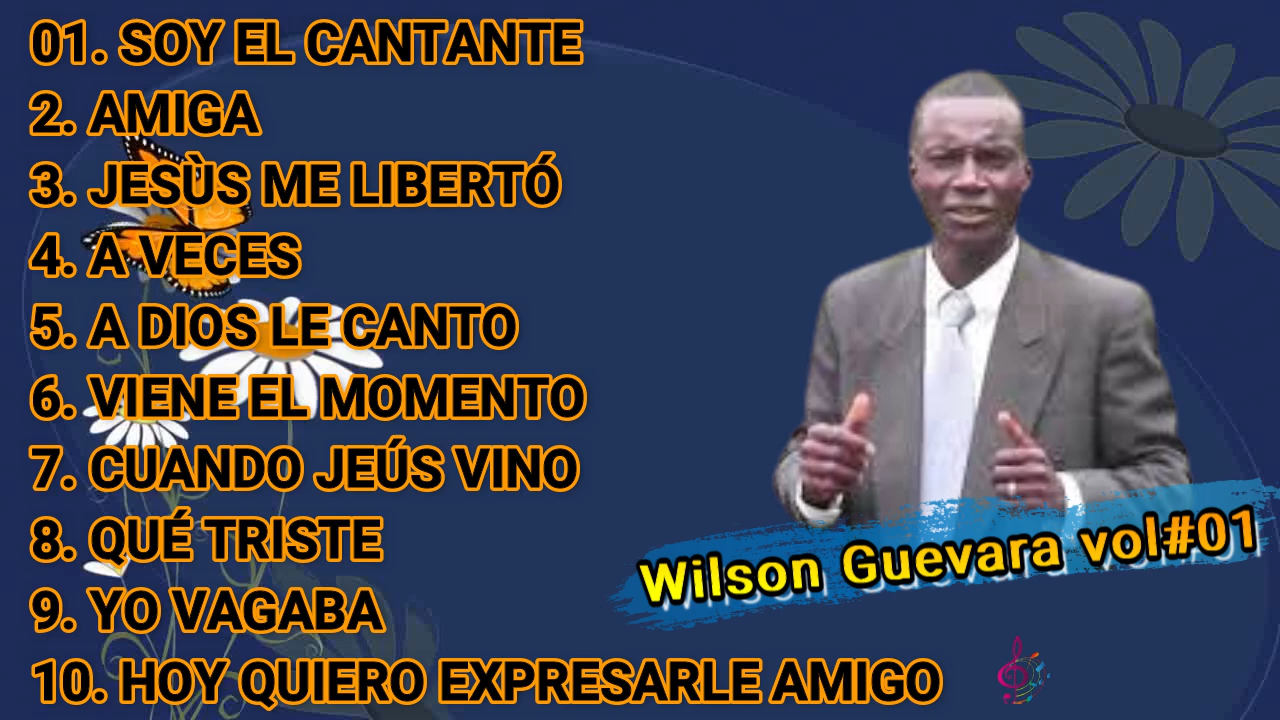 01. SOY EL CANTANTE
2. AMIGA
3. JESÙS ME LIBERTÓ
4. A VECES
5. A DIOS LE CANTO
6. VIENE EL MOMENTO
7. CUANDO JEÚS VINO
8. QUÉ TRISTE
9. YO VAGABA
10. HOY QUIERO EXPRESARLE AMIGO
Wilson Guevara vol#01